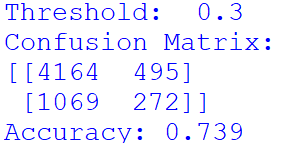 Threshold:  0.3
Confusion Matrix:
[[4164  495]
 [1069  272]]
Accuracy: 0.739